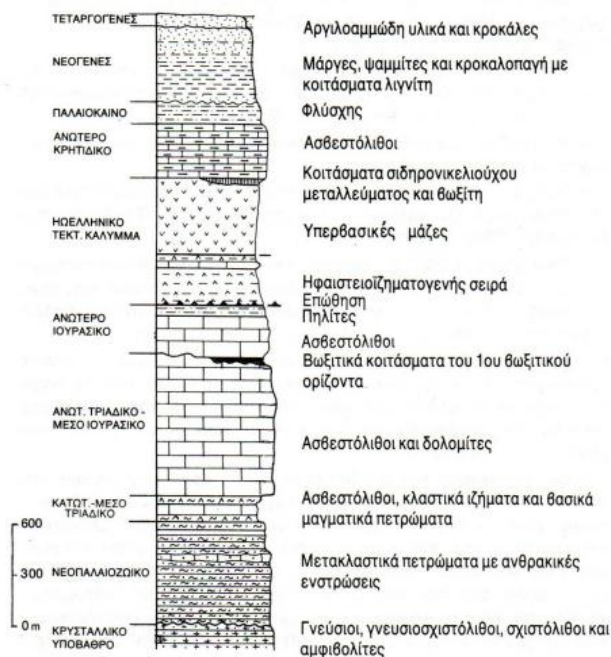 ΤΕΤΑΡΤΟΓΕΝΕΣ
Αργιλοαμμώδη υλικά και κροκάλες
ΝΕΟΓΕΝΕΣ
Μάργες, ψαμμίτες και κροκαλοπαγή με
κοιτάσματα λιγνίτη
ΠΑΛΑΙΟΚΑΙΝΟ
Φλύσχης
ΑΝΩΤΕΡΟ
ΚΡΗΤΙΔΙΚΟ
Ασβεστόλιθοι
Κοιτάσματα σιδηρονικελιούχου
μεταλλεύματος και βωξίτη
ΗΩΕΛΛΗΝΙΚΟ
ΤΕΚΤ. ΚΑΛΥΜΜΑ
Υπερβασικές μάζες
Ηφαιστειοϊζηματογενής σειρά
Επώθηση
Πηλίτες
ΑΝΩΤΕΡΟ
ΙΟΥΡΑΣΙΚΟ
Ασβεστόλιθοι
Βωξιτικά κοιτάσματα του 1ου βωξιτικού
ορίζοντα
ΑΝΩΤ. ΤΡΙΑΔΙΚΟ -
ΜΕΣΟ ΙΟΥΡΑΣΙΚΟ
Ασβεστόλιθοι και δολομίτες
ΚΑΤΩΤ.-ΜΕΣΟ
ΤΡΙΑΔΙΚΟ
Ασβεστόλιθοι, κλαστικά ιζήματα και βασικά
μαγματικά πετρώματα
600
300
0 m
ΝΕΟΠΑΛΑΙΟΖΩΙΚΟ
Μετακλαστικά πετρώματα με ανθρακικές
ενστρώσεις
ΚΡΥΣΤΑΛΛΙΚΟ
ΥΠΟΒΑΘΡΟ
Γνεύσιοι, γνευσιοσχιστόλιθοι, σχιστόλιθοι και
αμφιβολίτες